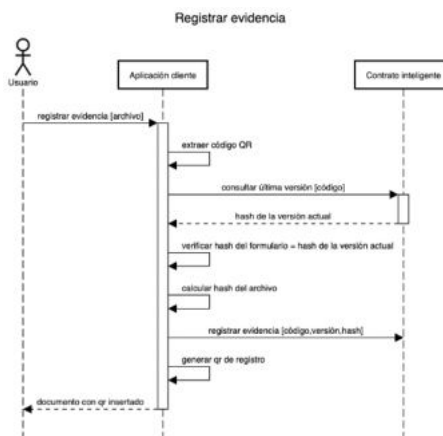 Registrar evidencia
Usuario
Aplicación cliente
Contrato inteligente
registrar evidencia [archivo]
extraer código QR
consultar última versión [código]
hash de la versión actual
verificar hash del formulario = hash de la versión actual
calcular hash del archivo
registrar evidencia [código,versión,hash]
generar qr de registro
documento con qr insertado